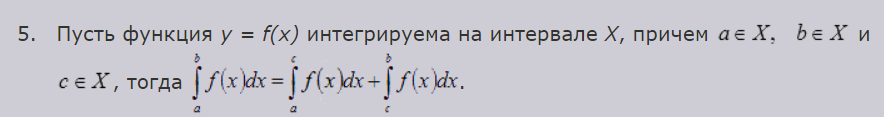 5. Пусть функция y = f(x) интегрируема на интервале X, причем a ∈ X, b ∈ X и
c ∈ X, тогда ∫_a^b f(x)dx = ∫_a^c f(x)dx + ∫_c^b f(x)dx.